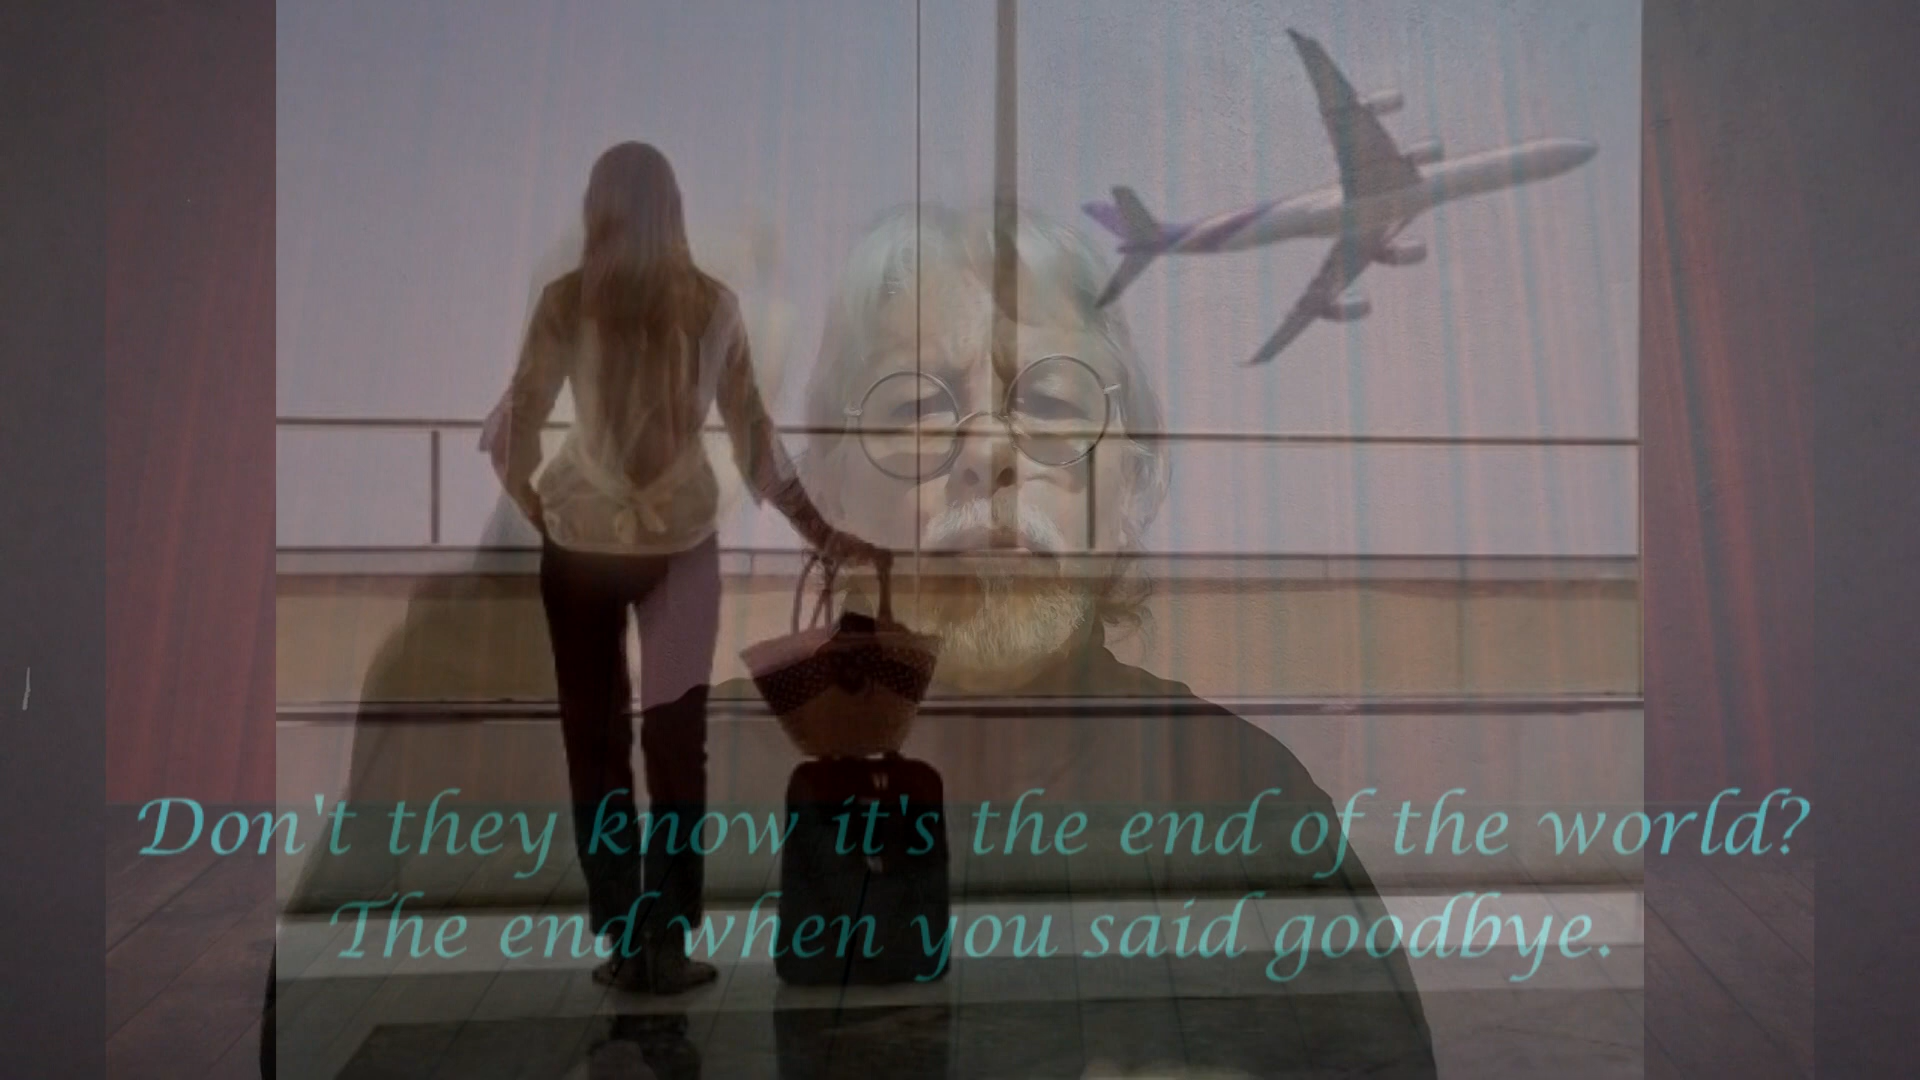 Don't they know it's the end of the world?
The end when you said goodbye.